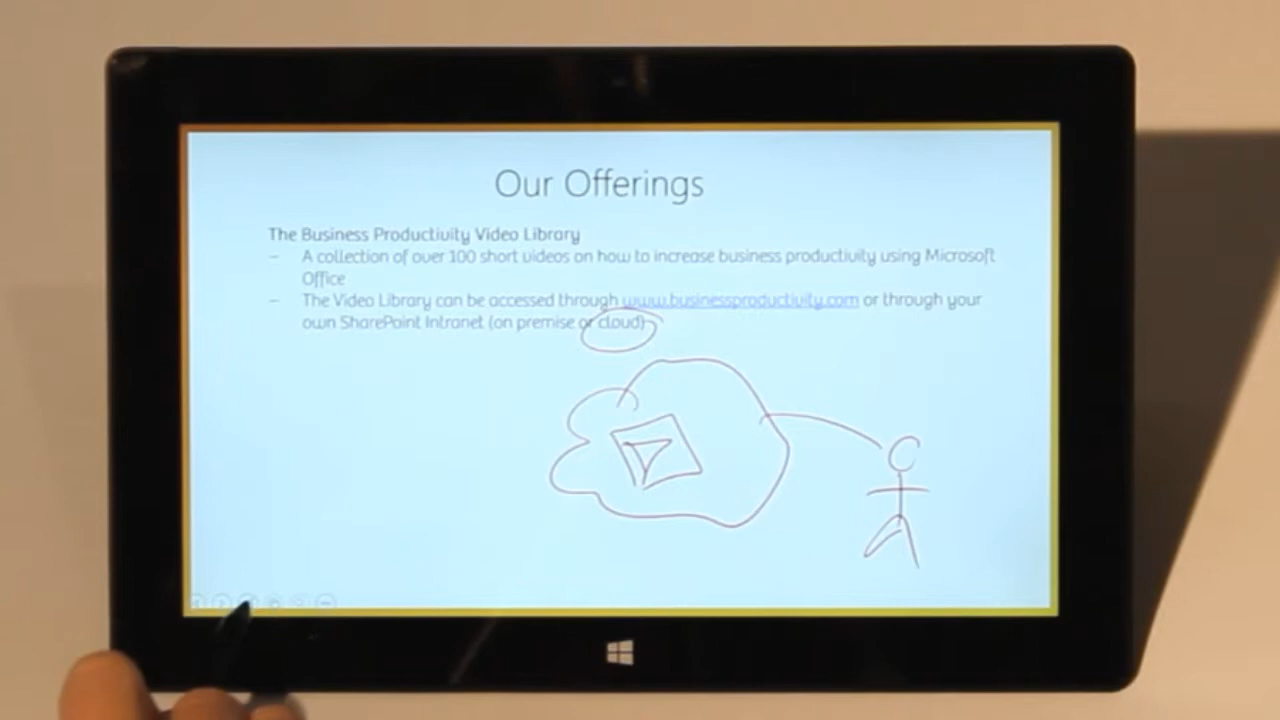 Our Offerings
The Business Productivity Video Library
- A collection of over 100 short videos on how to increase business productivity using Microsoft
Office
- The Video Library can be accessed through www.businessproductivity.com or through your
own SharePoint Intranet (on premise or cloud)